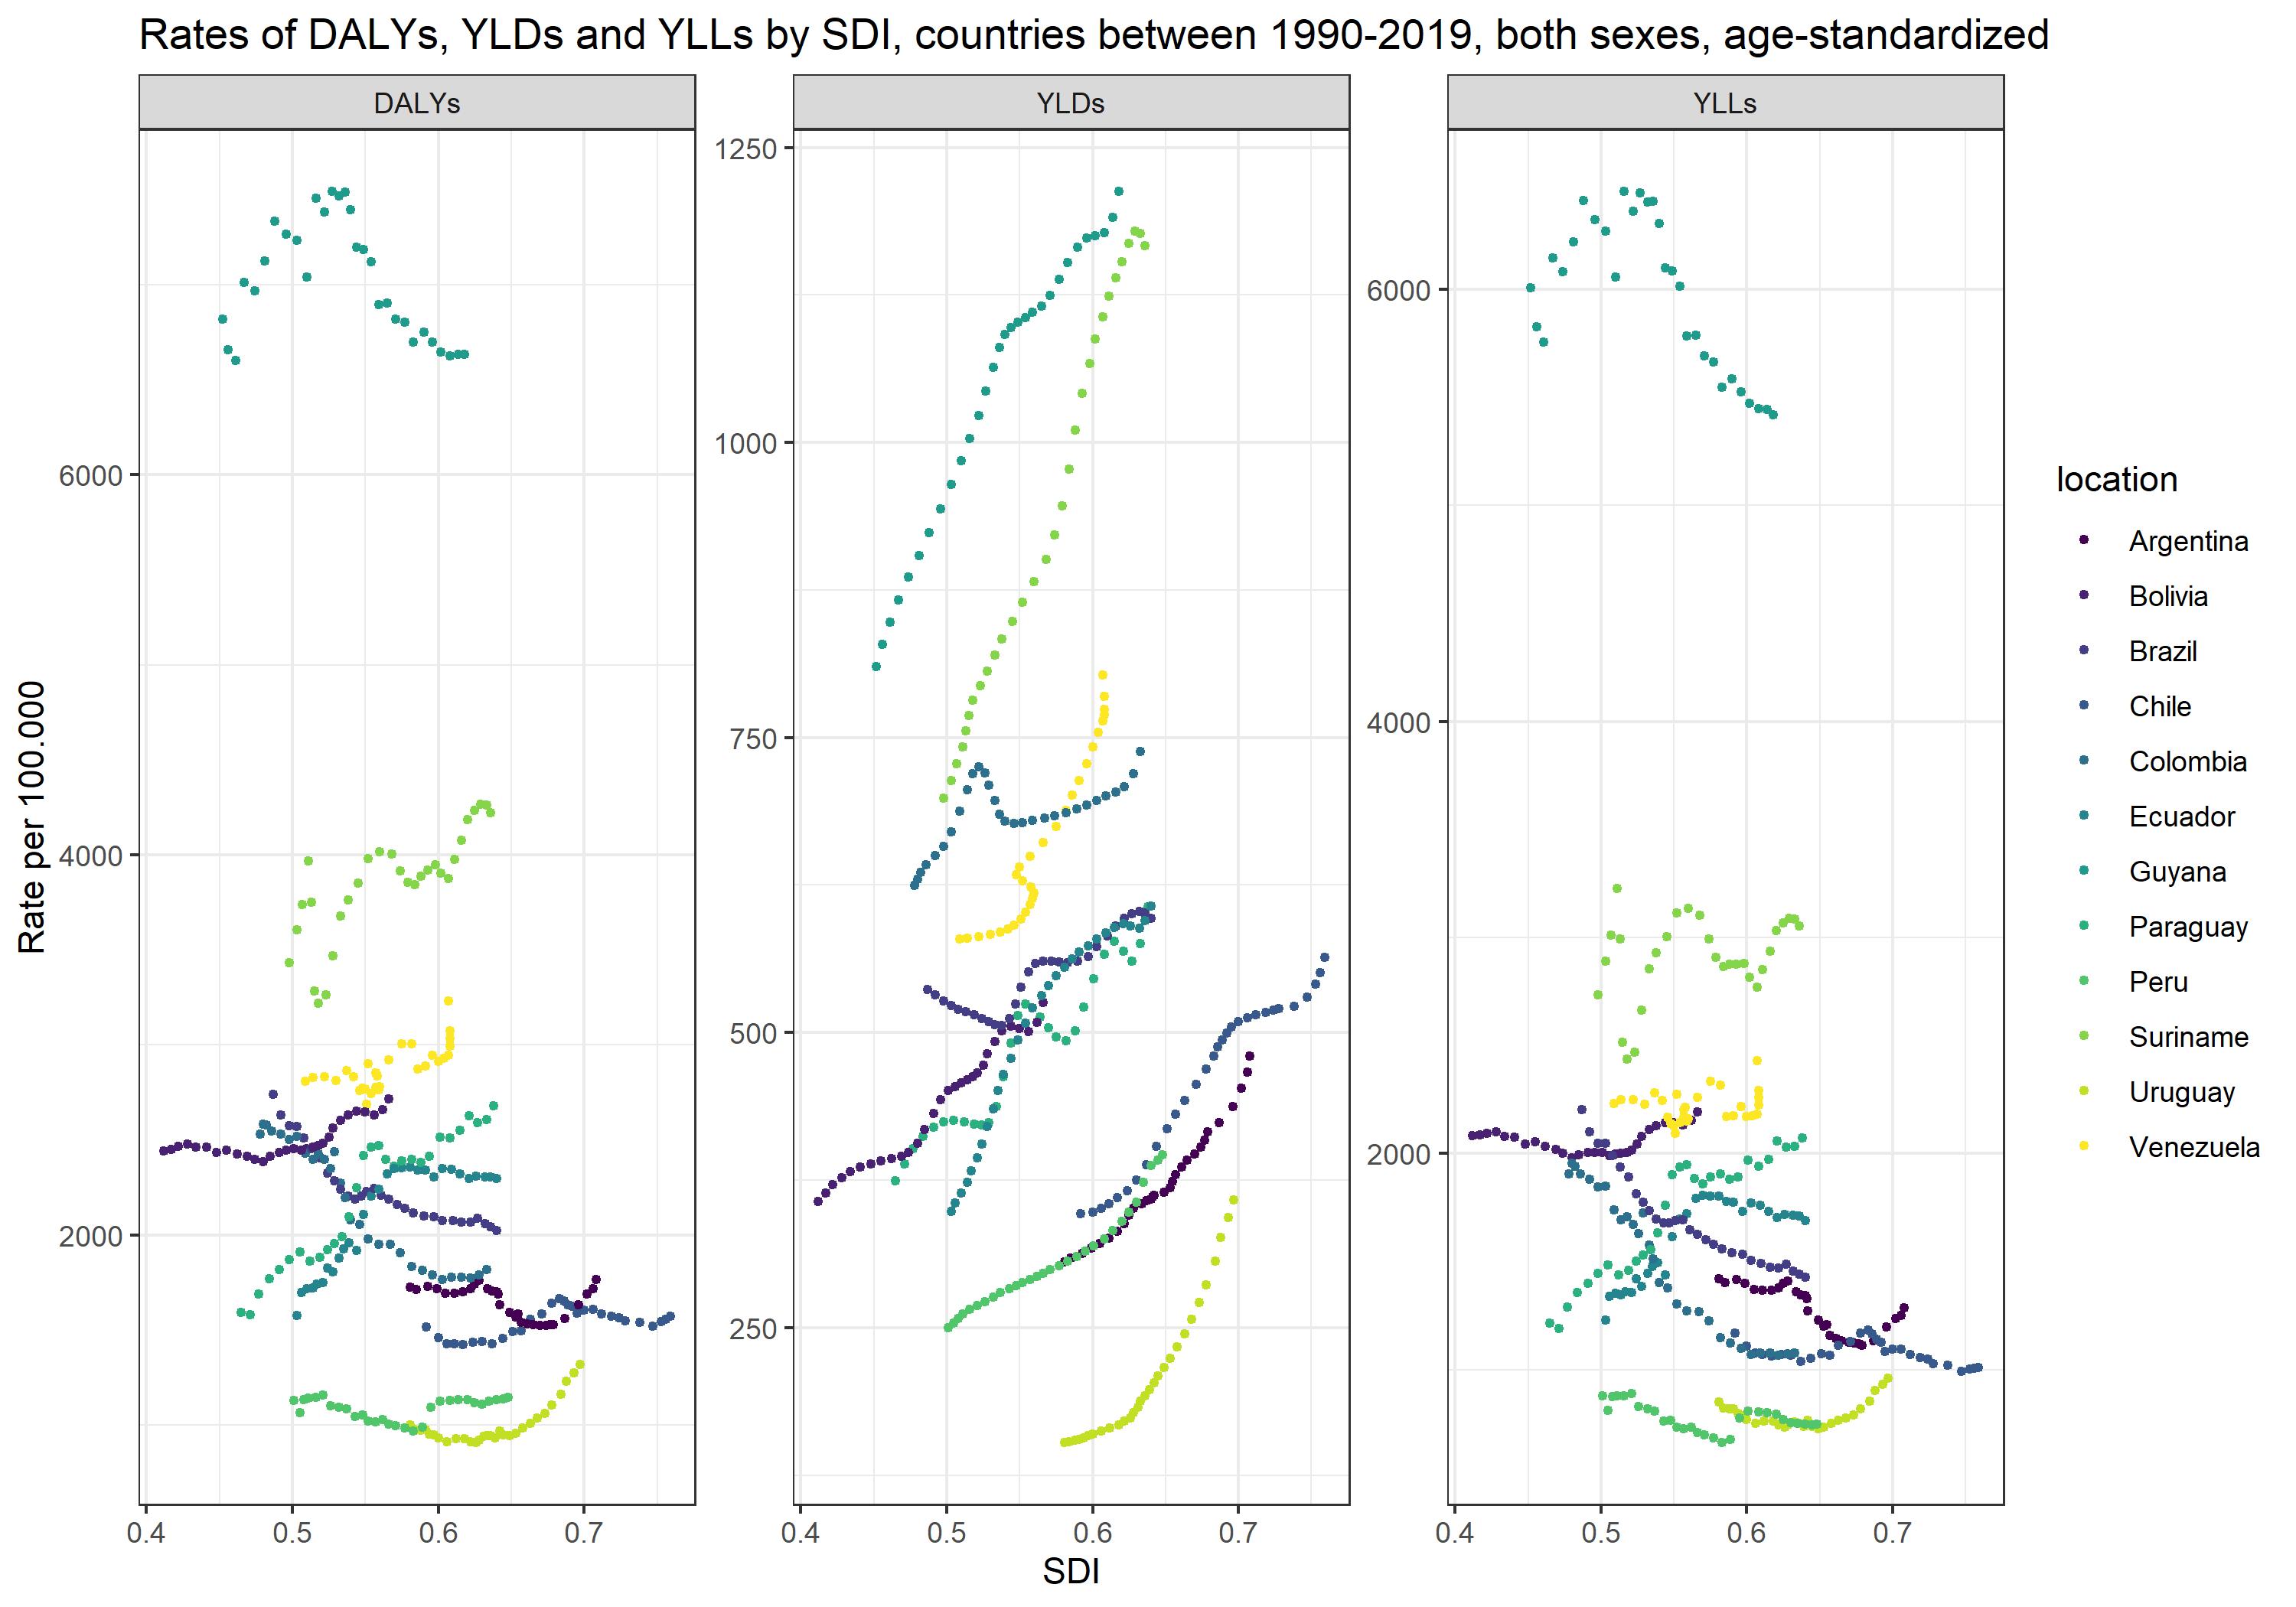 Rates of DALYs, YLDs and YLLs by SDI, countries between 1990-2019, both sexes, age-standardized
DALYs
YLDs
YLLs
Rate per 100.000
6000
4000
2000
1250
1000
750
500
250
6000
4000
2000
0.4 0.5 0.6 0.7
0.4 0.5 0.6 0.7
0.4 0.5 0.6 0.7
SDI
location
Argentina
Bolivia
Brazil
Chile
Colombia
Ecuador
Guyana
Paraguay
Peru
Suriname
Uruguay
Venezuela